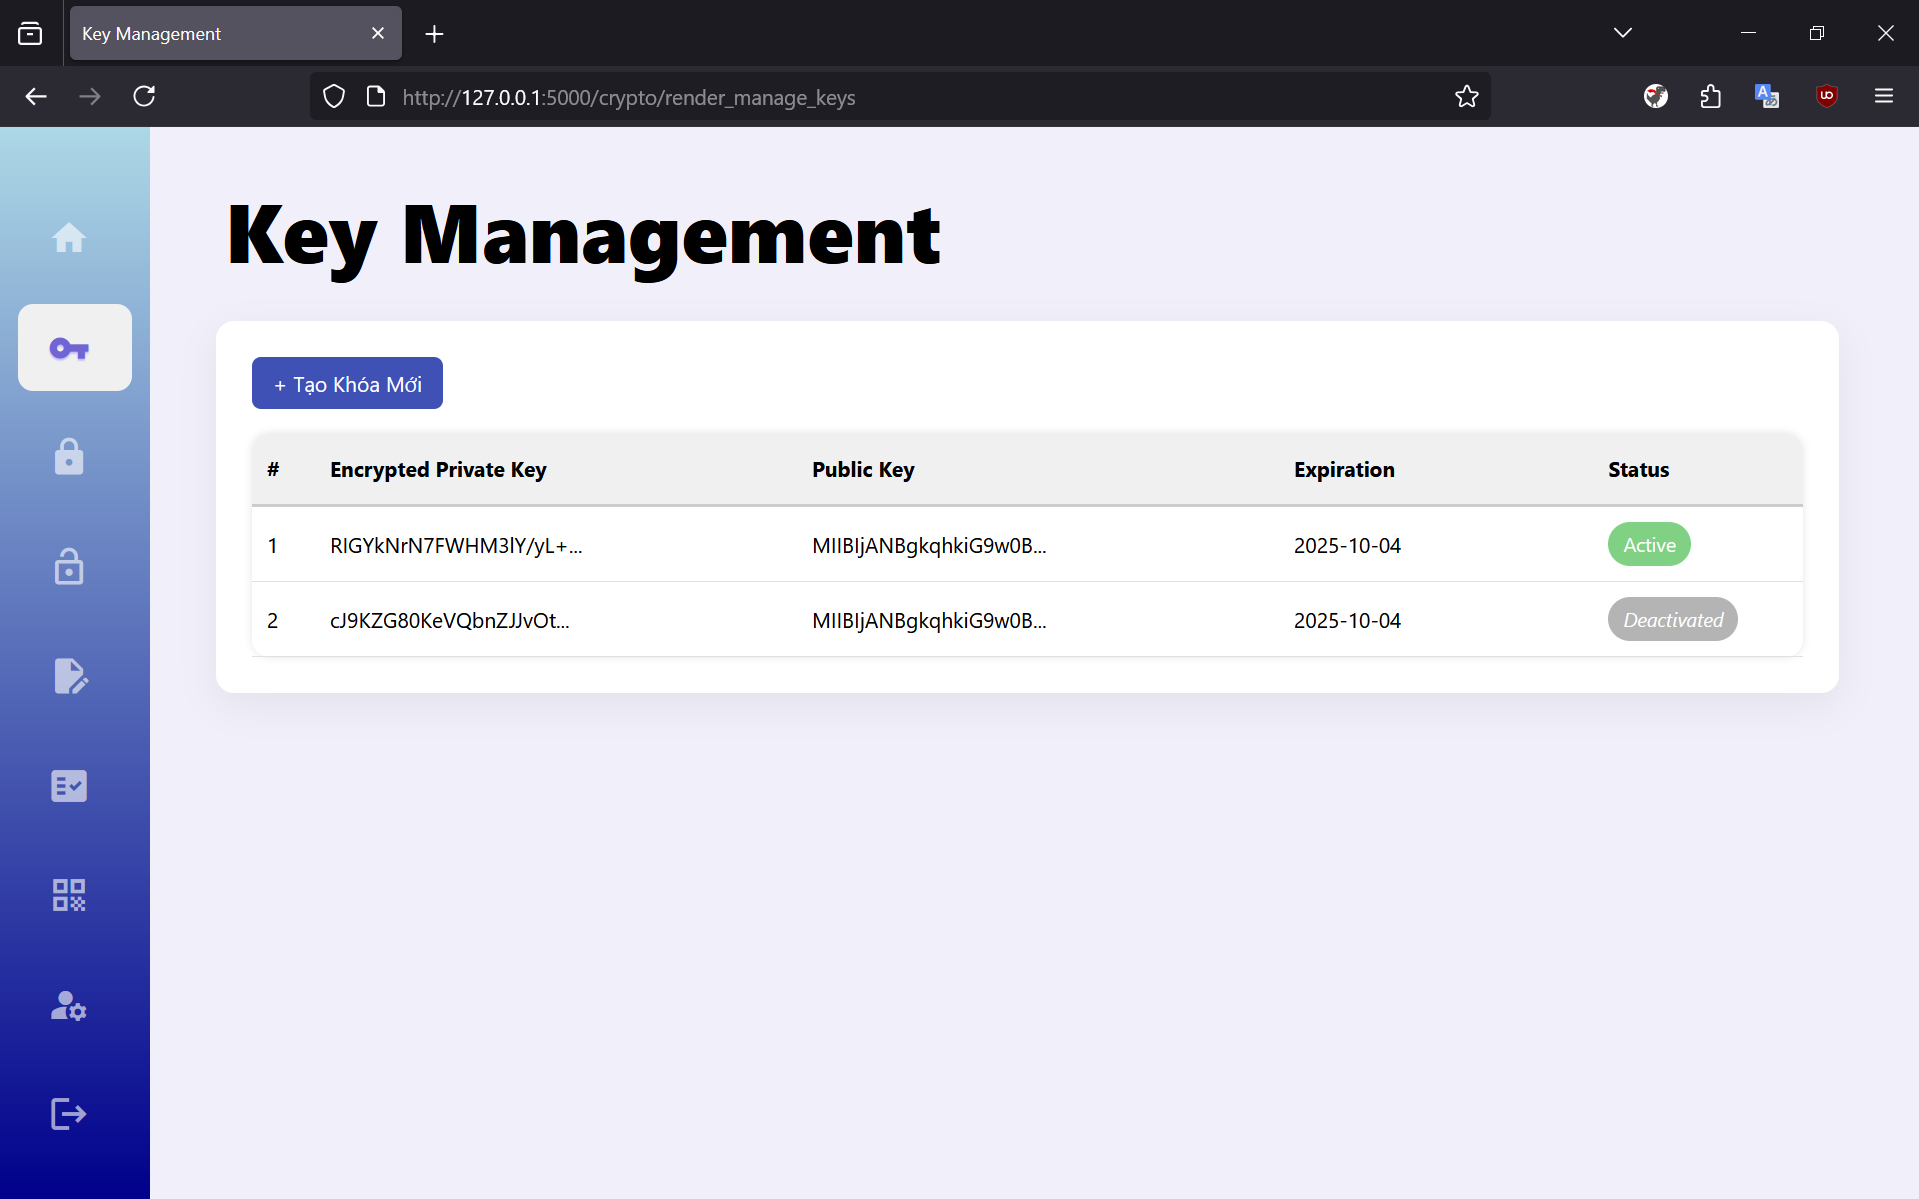 Key Management
http://127.0.0.1:5000/crypto/render_manage_keys
Key Management
+ Tạo Khóa Mới
# Encrypted Private Key Public Key Expiration Status
1 RIGYkNrN7FWHM3lY/yL+... MIIBIjANBgkqhkiG9w0B... 2025-10-04 Active
2 cJ9KZG80KeVQbnZJJvOt... MIIBIjANBgkqhkiG9w0B... 2025-10-04 Deactivated